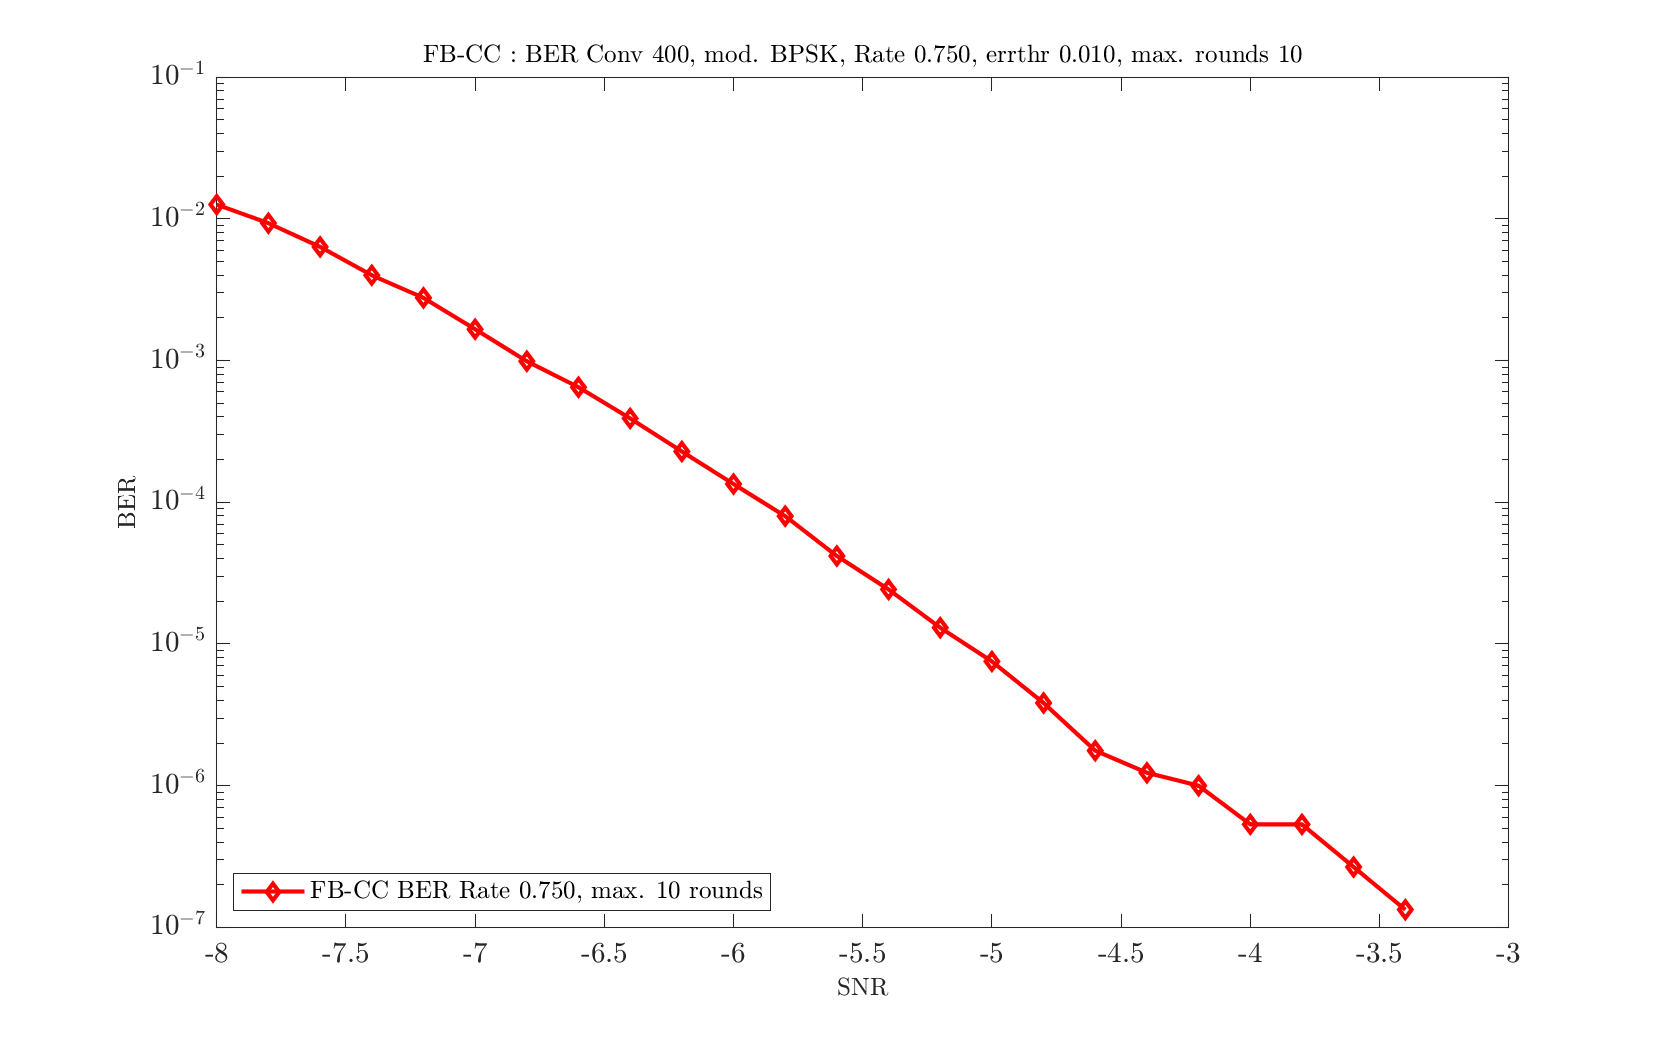 FB-CC : BER Conv 400, mod. BPSK, Rate 0.750, errthr 0.010, max. rounds 10
10⁻¹
10⁻²
10⁻³
10⁻⁴
10⁻⁵
10⁻⁶
10⁻⁷
BER
FB-CC BER Rate 0.750, max. 10 rounds
-8 -7.5 -7 -6.5 -6 -5.5 -5 -4.5 -4 -3.5 -3
SNR